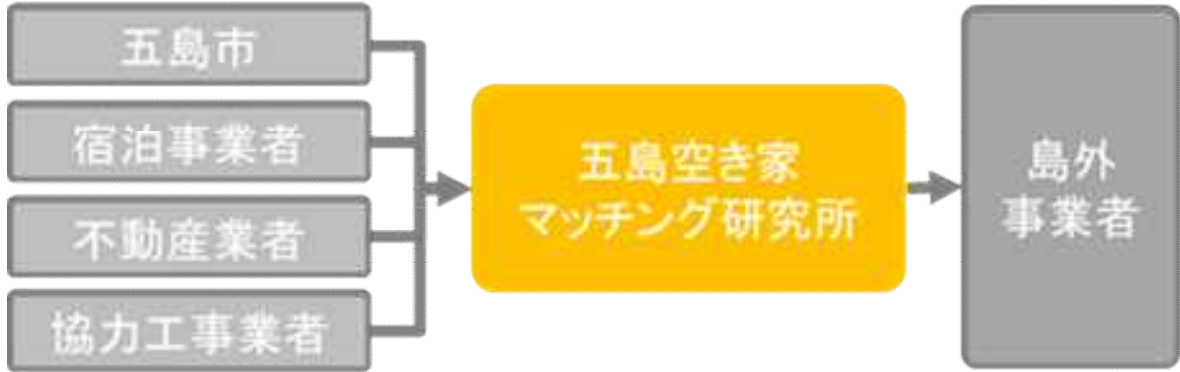 五島市
宿泊事業者
不動産業者
協力工事業者
五島空き家
マッチング研究所
島外
事業者